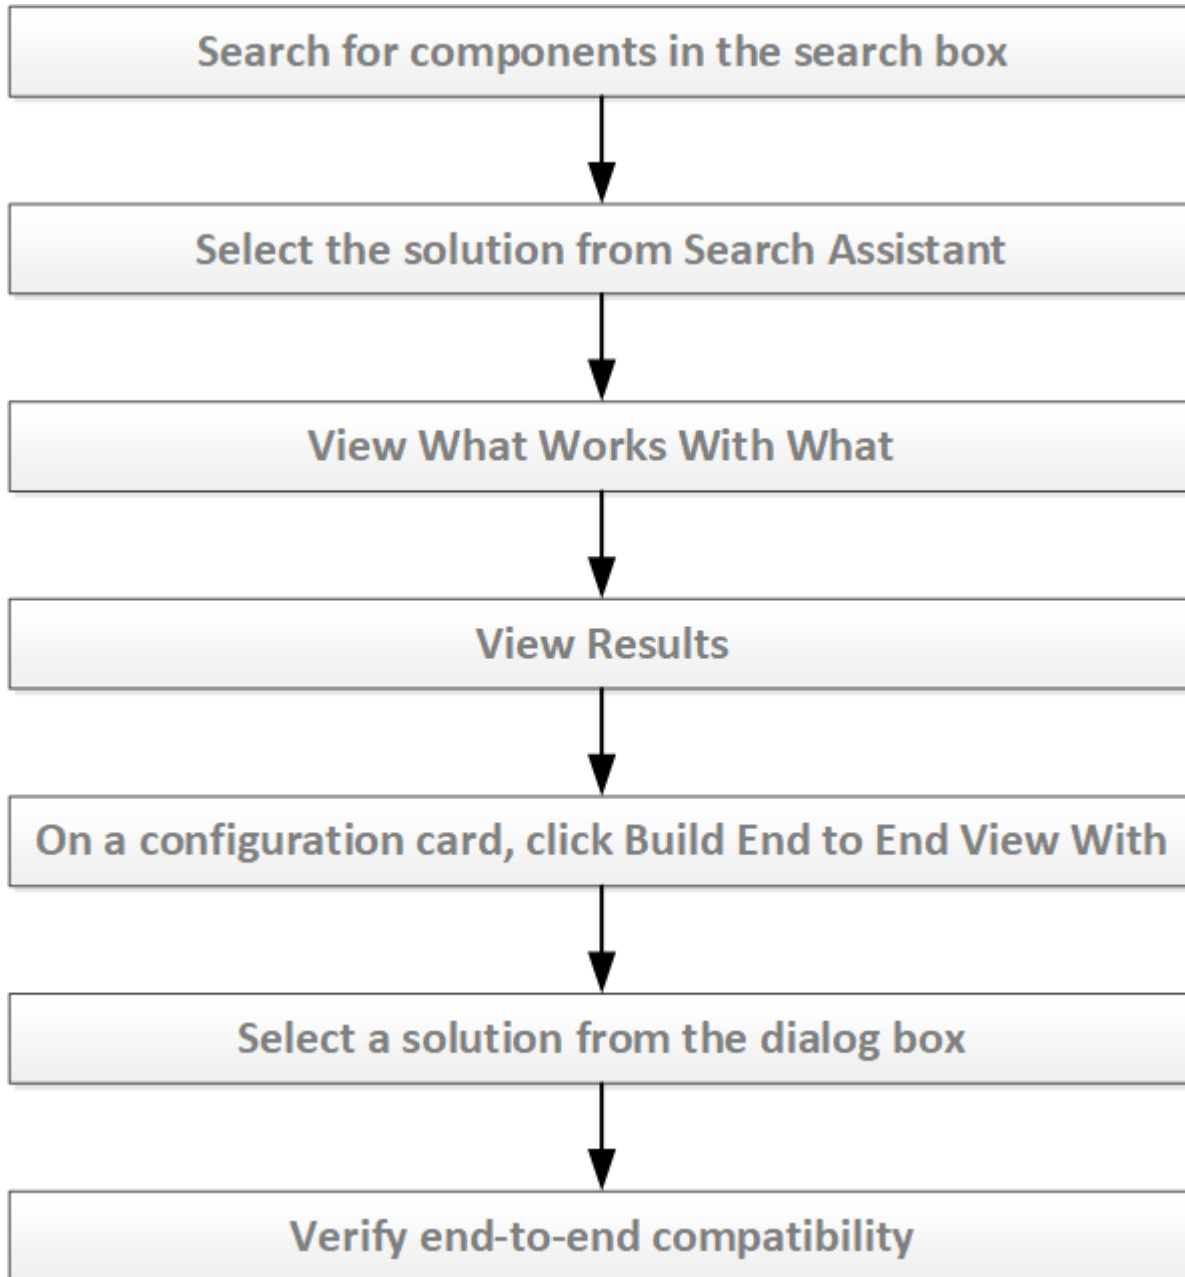 Search for components in the search box
Select the solution from Search Assistant
View What Works With What
View Results
On a configuration card, click Build End to End View With
Select a solution from the dialog box
Verify end-to-end compatibility